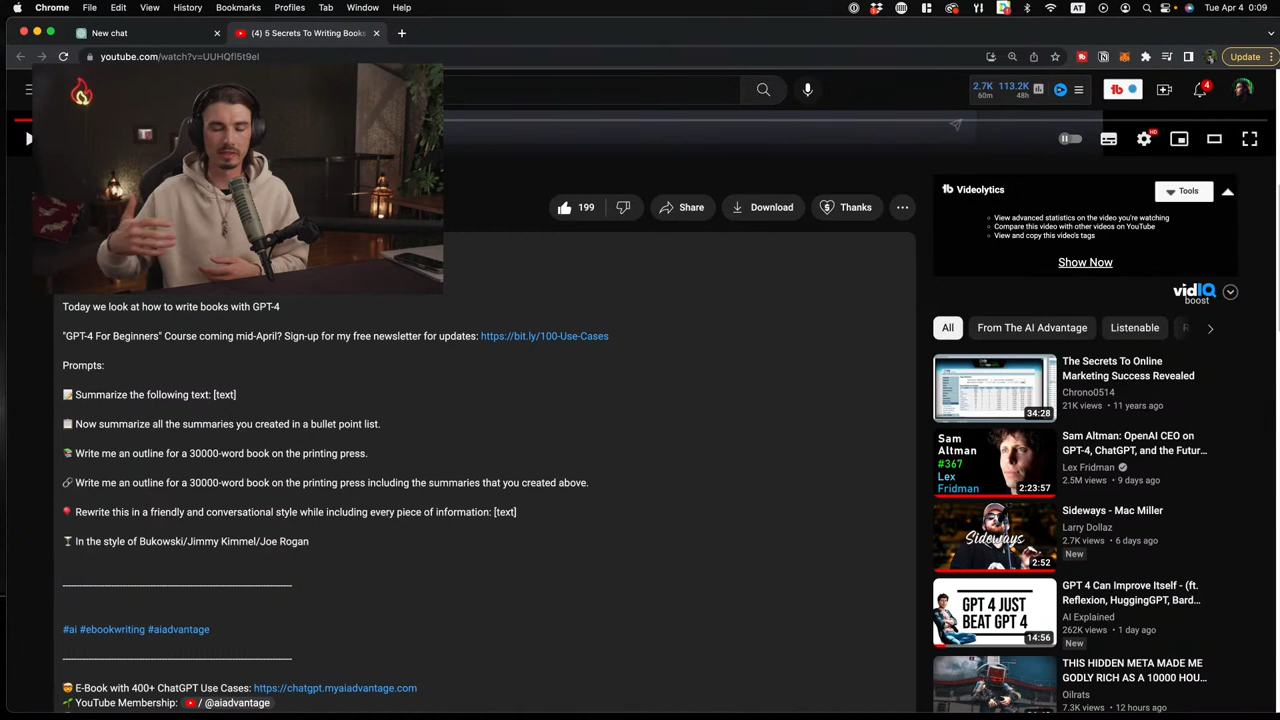 Chrome File Edit View History Bookmarks Profiles Tab Window Help
AT Tue Apr 4 0:09
New chat
(4) 5 Secrets To Writing Books
youtube.com/watch?v=UUHQfl5t9eI
Update
2.7K 113.2K
60m 48h
4
HD
199 Share Download Thanks
Videolytics
Tools
View advanced statistics on the video you're watching
Compare this video with other videos on YouTube
View and copy this video's tags
Show Now
vidIQ
boost
All From The AI Advantage Listenable
Today we look at how to write books with GPT-4
"GPT-4 For Beginners" Course coming mid-April? Sign-up for my free newsletter for updates: https://bit.ly/100-Use-Cases
Prompts:
Summarize the following text: [text]
Now summarize all the summaries you created in a bullet point list.
Write me an outline for a 30000-word book on the printing press.
Write me an outline for a 30000-word book on the printing press including the summaries that you created above.
Rewrite this in a friendly and conversational style while including every piece of information: [text]
In the style of Bukowski/Jimmy Kimmel/Joe Rogan
#ai #ebookwriting #aiadvantage
E-Book with 400+ ChatGPT Use Cases: https://chatgpt.myaiadvantage.com
YouTube Membership: / @aiadvantage
34:28
The Secrets To Online
Marketing Success Revealed
Chrono0514
21K views • 11 years ago
Sam
Altman
#367
Lex
Fridman
2:23:57
Sam Altman: OpenAI CEO on
GPT-4, ChatGPT, and the Futur...
Lex Fridman
2.5M views • 9 days ago
Sideways
2:52
Sideways - Mac Miller
Larry Dollaz
2.7K views • 6 days ago
New
GPT 4 JUST
BEAT GPT 4
14:56
GPT 4 Can Improve Itself - (ft.
Reflexion, HuggingGPT, Bard...
AI Explained
262K views • 1 day ago
New
THIS HIDDEN META MADE ME
GODLY RICH AS A 10000 HOU...
Oilrats
7.3K views • 12 hours ago